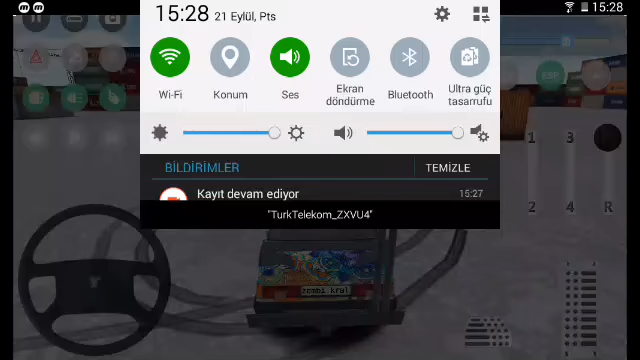 15:28
15:28 21 Eylül, Pts
Wi-Fi
Konum
Ses
Ekran
döndürme
Bluetooth
Ultra güç
tasarrufu
BİLDİRİMLER
TEMİZLE
Kayıt devam ediyor
15:27
"TurkTelekom_ZXVU4"
ESP
1 3
2 4 R